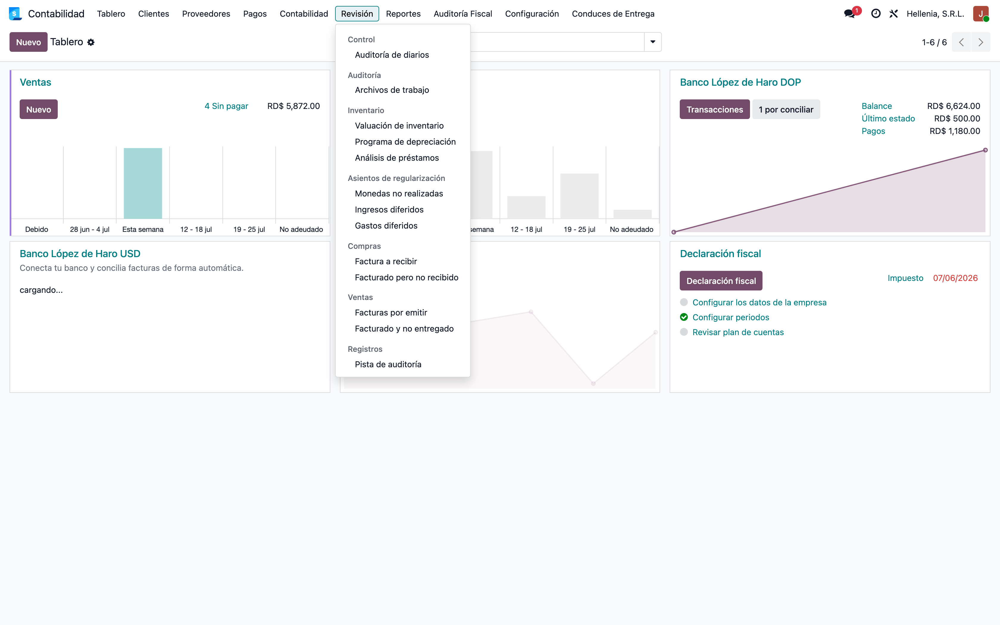 Contabilidad Tablero Clientes Proveedores Pagos Contabilidad Revisión Reportes Auditoría Fiscal Configuración Conduces de Entrega 1 Hellenia, S.R.L. J
Nuevo Tablero 1-6 / 6
Control
Auditoría de diarios
Auditoría
Archivos de trabajo
Inventario
Valuación de inventario
Programa de depreciación
Análisis de préstamos
Asientos de regularización
Monedas no realizadas
Ingresos diferidos
Gastos diferidos
Compras
Factura a recibir
Facturado pero no recibido
Ventas
Facturas por emitir
Facturado y no entregado
Registros
Pista de auditoría
Ventas
Nuevo 4 Sin pagar RD$ 5,872.00
Debido 28 jun - 4 jul Esta semana 12 - 18 jul 19 - 25 jul No adeudado
semana 12 - 18 jul 19 - 25 jul No adeudado
Banco López de Haro DOP
Transacciones 1 por conciliar
Balance RD$ 6,624.00
Último estado RD$ 500.00
Pagos RD$ 1,180.00
Banco López de Haro USD
Conecta tu banco y concilia facturas de forma automática.
cargando...
Declaración fiscal
Declaración fiscal Impuesto 07/06/2026
Configurar los datos de la empresa
Configurar periodos
Revisar plan de cuentas